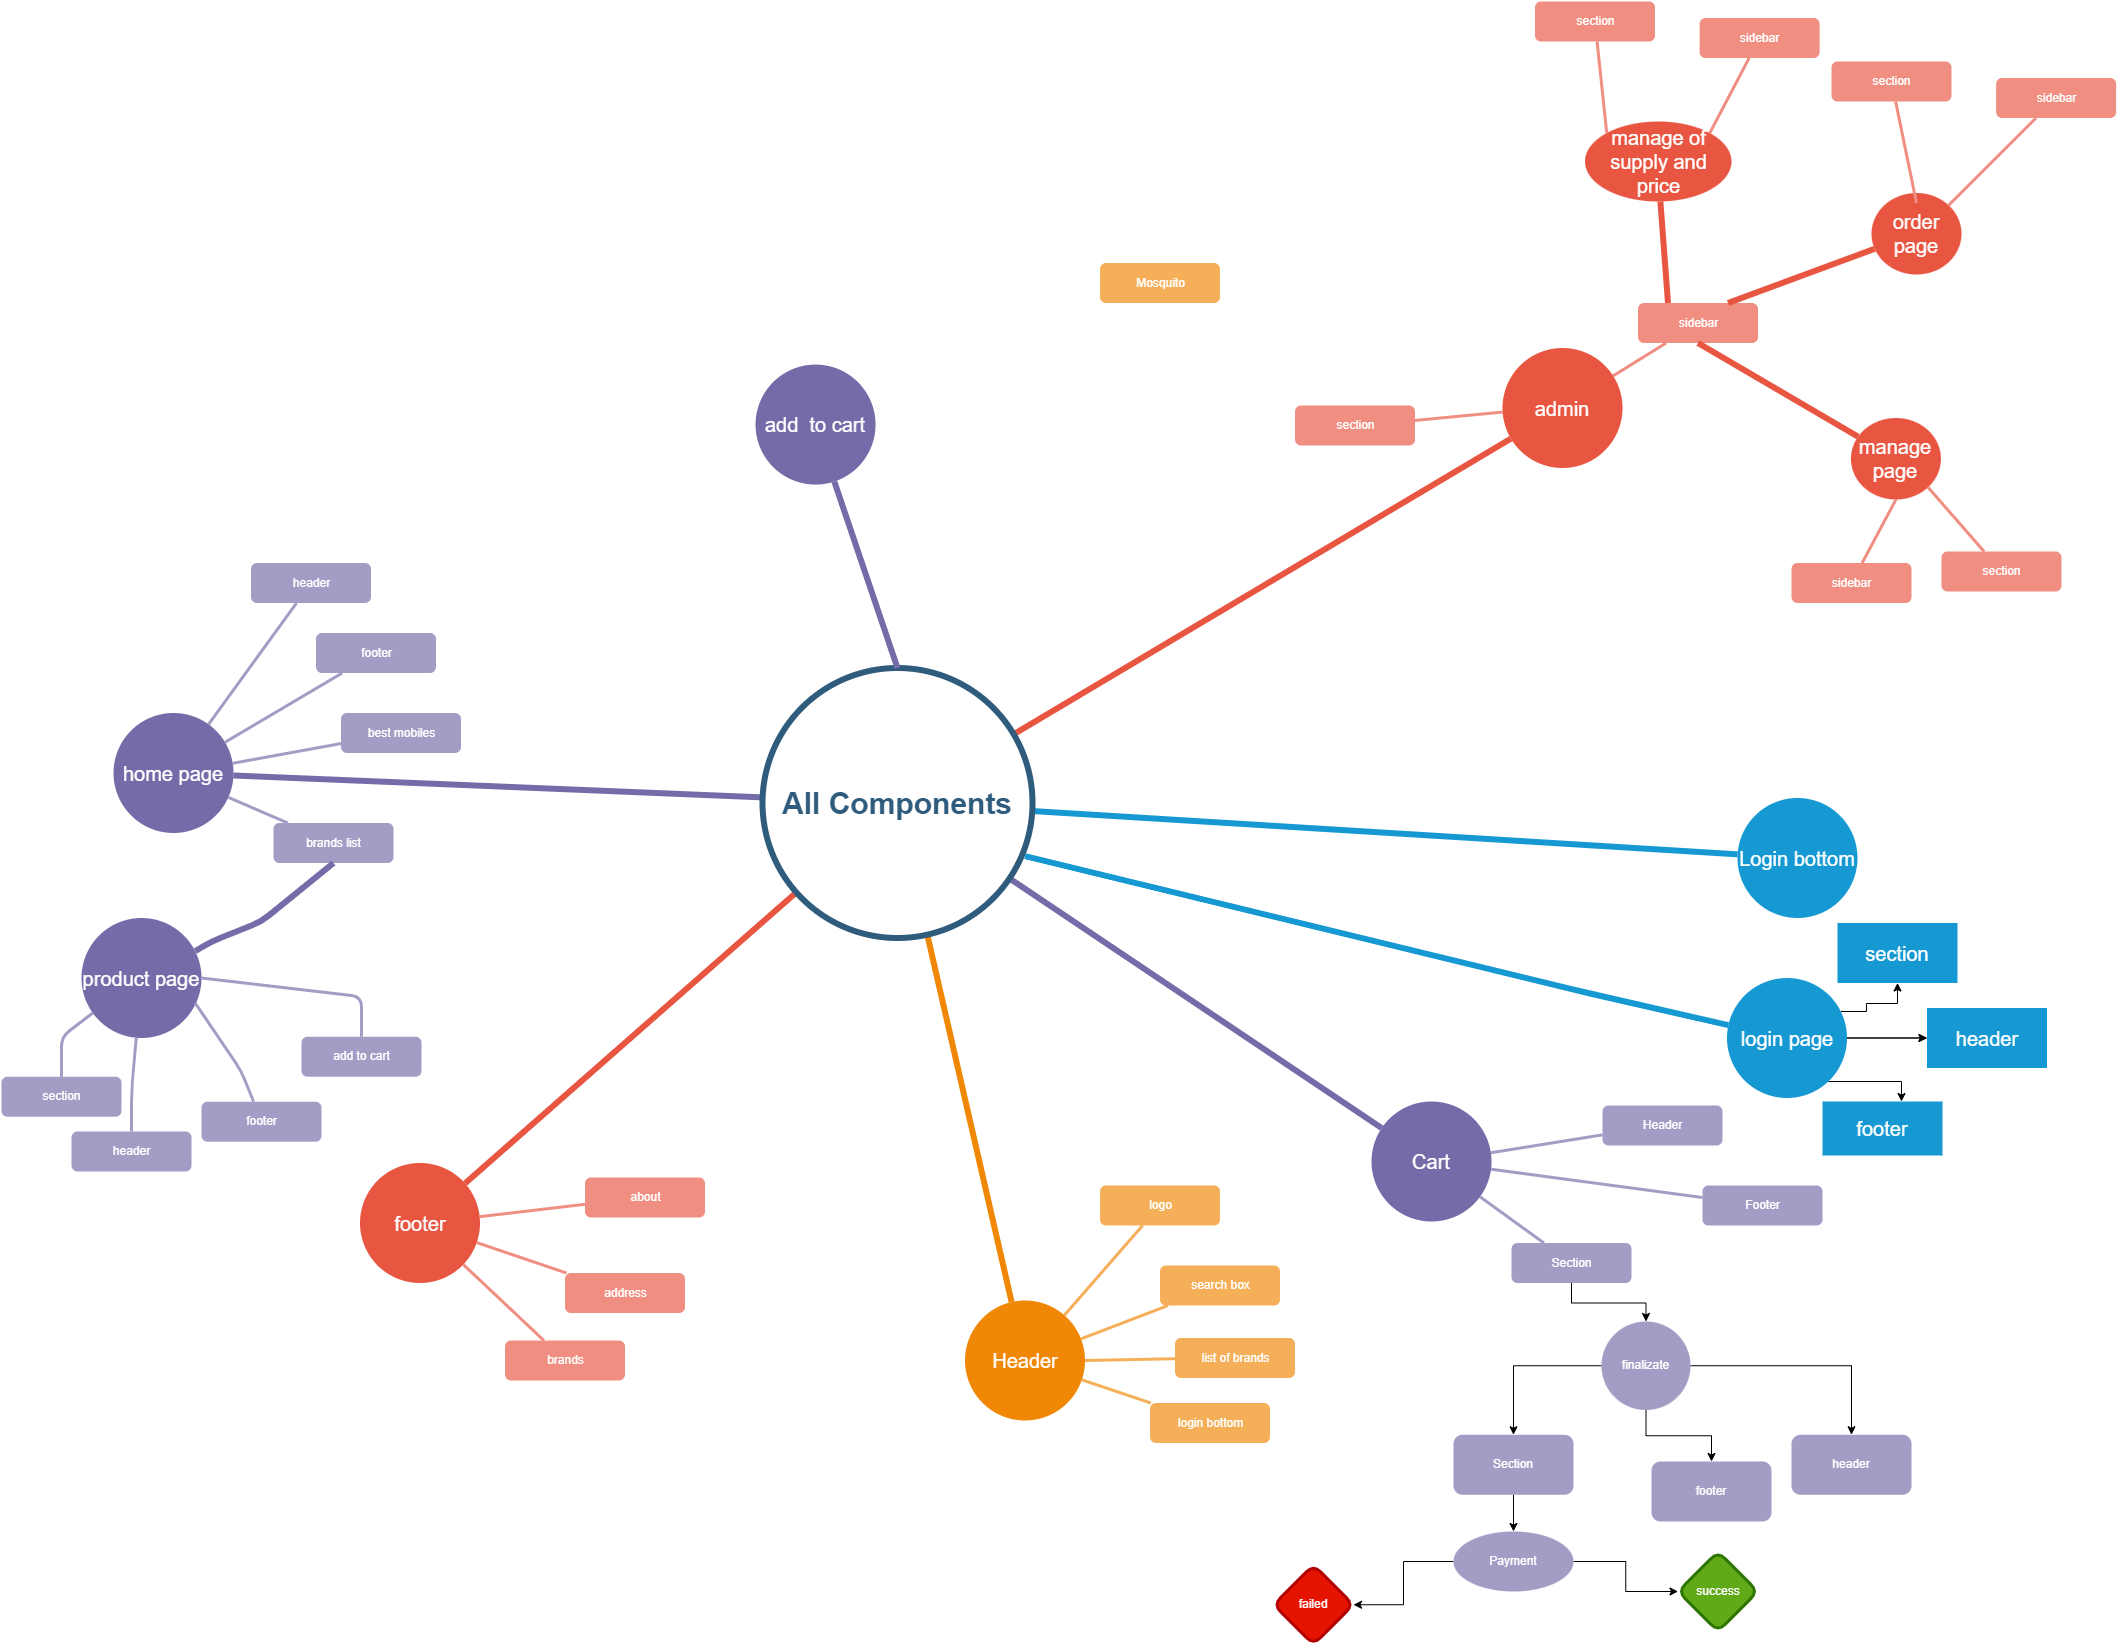 section
sidebar
section
sidebar
manage of
supply and
price
order
page
Mosquito
sidebar
admin
section
add  to cart
manage
page
sidebar
section
header
footer
best mobiles
home page
brands list
All Components
Login bottom
section
product page
login page
header
add to cart
section
footer
header
footer
Header
Cart
Footer
about
footer
address
brands
logo
search box
Header
list of brands
login bottom
Section
finalizate
Section
footer
header
Payment
failed
success